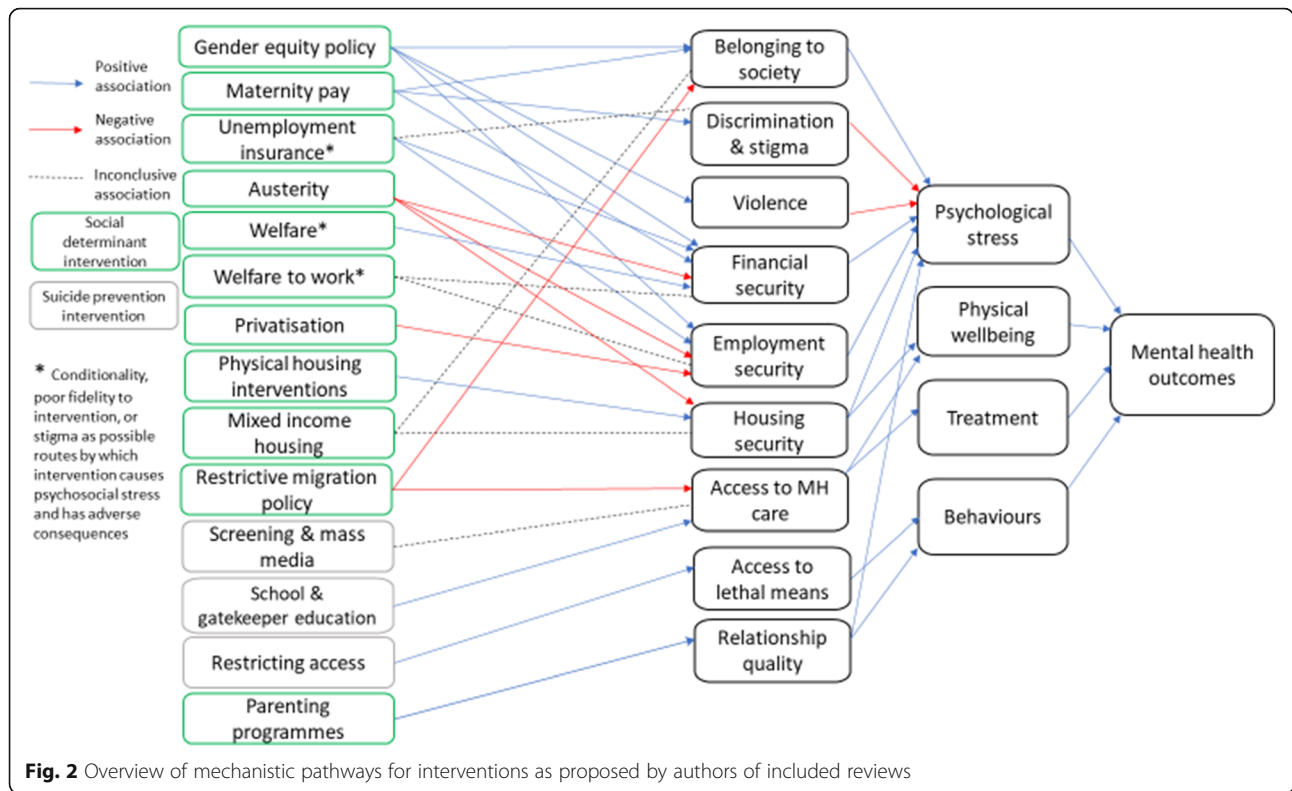 Positive
association
Negative
association
Inconclusive
association
Social
determinant
intervention
Suicide prevention
intervention
* Conditionality,
poor fidelity to
intervention, or
stigma as possible
routes by which
intervention causes
psychosocial stress
and has adverse
consequences
Gender equity policy
Maternity pay
Unemployment
insurance*
Austerity
Welfare*
Welfare to work*
Privatisation
Physical housing
interventions
Mixed income
housing
Restrictive migration
policy
Screening & mass
media
School &
gatekeeper education
Restricting access
Parenting
programmes
Belonging to
society
Discrimination
& stigma
Violence
Financial
security
Employment
security
Housing
security
Access to MH
care
Access to
lethal means
Relationship
quality
Psychological
stress
Physical
wellbeing
Treatment
Behaviours
Mental health
outcomes
Fig. 2 Overview of mechanistic pathways for interventions as proposed by authors of included reviews